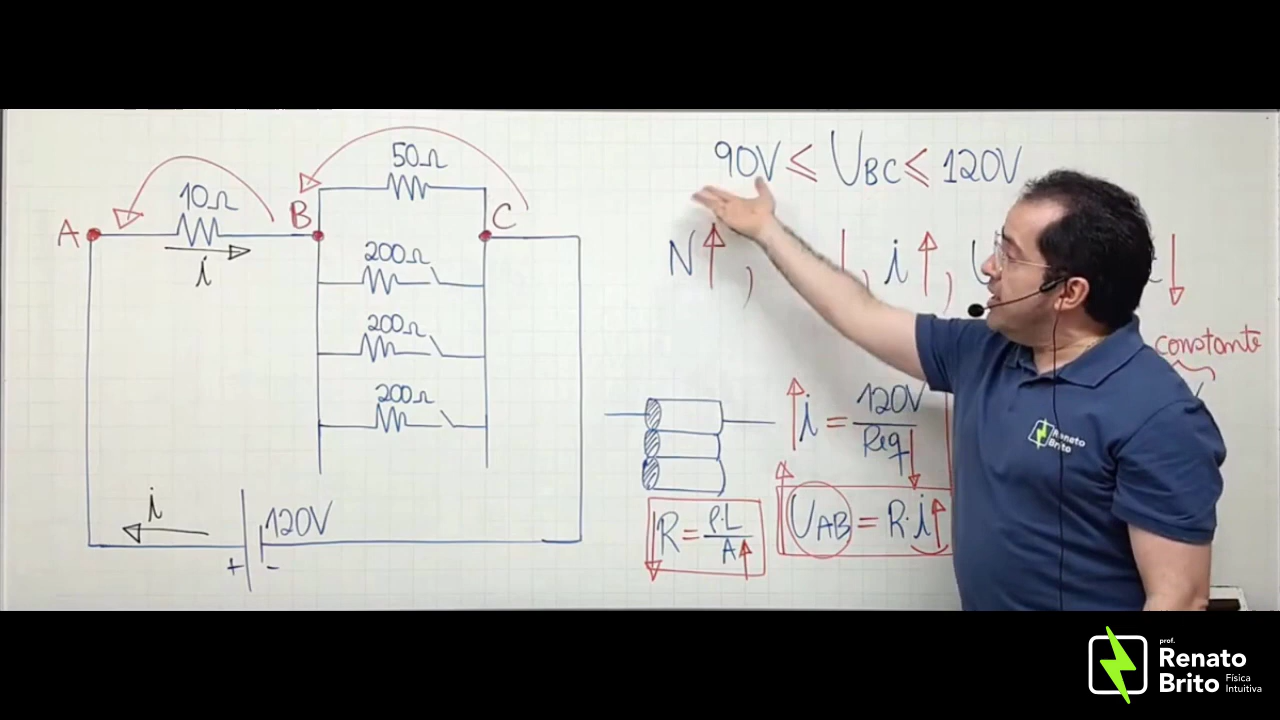 50Ω
10Ω
A
B
C
i
200Ω
200Ω
200Ω
i
120V
+
-
90V ≤ UBC ≤ 120V
N↑, ↓, i↑, U ↓
constante
↑i = 120V / Req↓
↓R = ρ.L / A↑
↑UAB = R.i↑
Renato
Brito
prof.
Renato
Brito
Física
Intuitiva